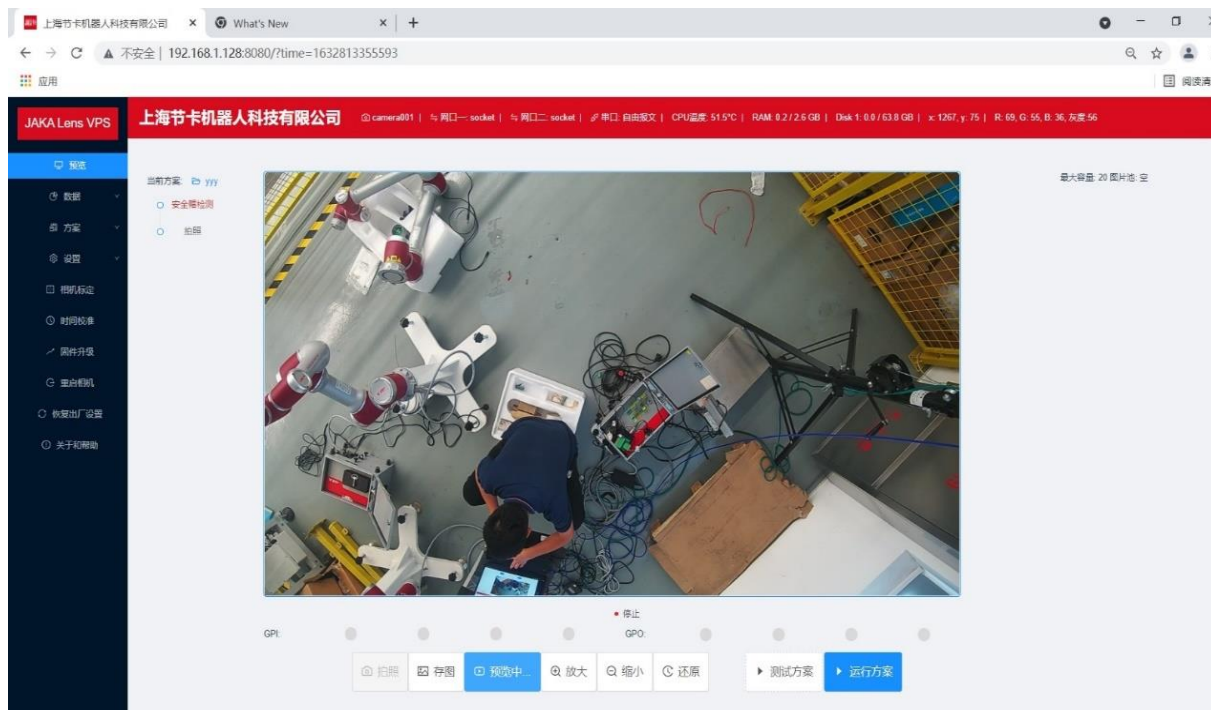 上海节卡机器人科技有限公司
What's New
不安全 | 192.168.1.128:8080/?time=1632813355593
应用
阅读清
JAKA Lens VPS
上海节卡机器人科技有限公司
camera001 | 网口一: socket | 网口二: socket | 串口: 自由报文 | CPU温度: 51.5°C | RAM: 0.2 / 2.6 GB | Disk 1: 0.0 / 63.8 GB | x: 1267, y: 75 | R: 69, G: 55, B: 36, 灰度:56
预览
数据
方案
设置
相机标定
时间校准
固件升级
重启相机
恢复出厂设置
关于和帮助
当前方案: yyy
安全帽检测
拍照
最大容量: 20 图片池: 空
停止
GPI:
GPO:
拍照
存图
预览中...
放大
缩小
还原
测试方案
运行方案